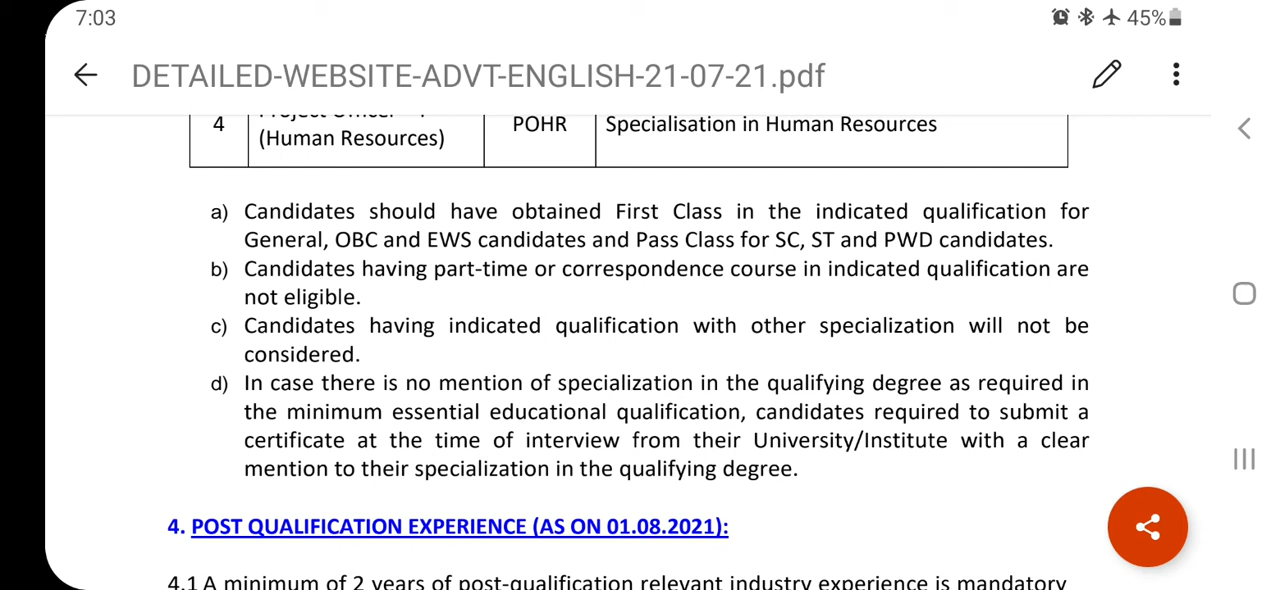 7:03
45%
DETAILED-WEBSITE-ADVT-ENGLISH-21-07-21.pdf
4
(Human Resources)
POHR
Specialisation in Human Resources
a) Candidates should have obtained First Class in the indicated qualification for
General, OBC and EWS candidates and Pass Class for SC, ST and PWD candidates.
b) Candidates having part-time or correspondence course in indicated qualification are
not eligible.
c) Candidates having indicated qualification with other specialization will not be
considered.
d) In case there is no mention of specialization in the qualifying degree as required in
the minimum essential educational qualification, candidates required to submit a
certificate at the time of interview from their University/Institute with a clear
mention to their specialization in the qualifying degree.
4. POST QUALIFICATION EXPERIENCE (AS ON 01.08.2021):
4.1 A minimum of 2 years of post-qualification relevant industry experience is mandatory